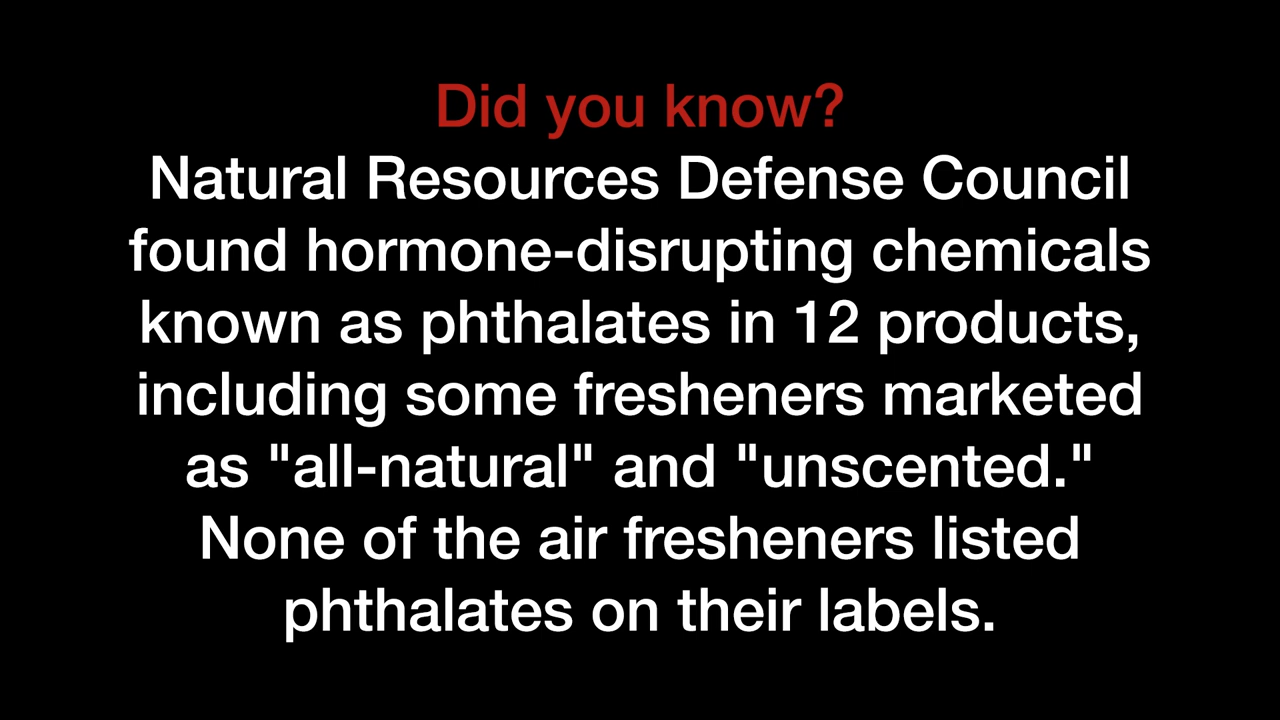 Did you know?
Natural Resources Defense Council
found hormone-disrupting chemicals
known as phthalates in 12 products,
including some fresheners marketed
as "all-natural" and "unscented."
None of the air fresheners listed
phthalates on their labels.